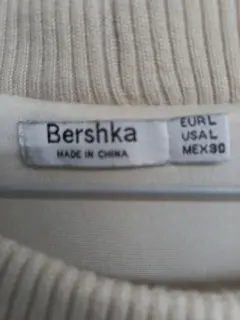 Bershka
MADE IN CHINA
EUR L
USA L
MEX 30